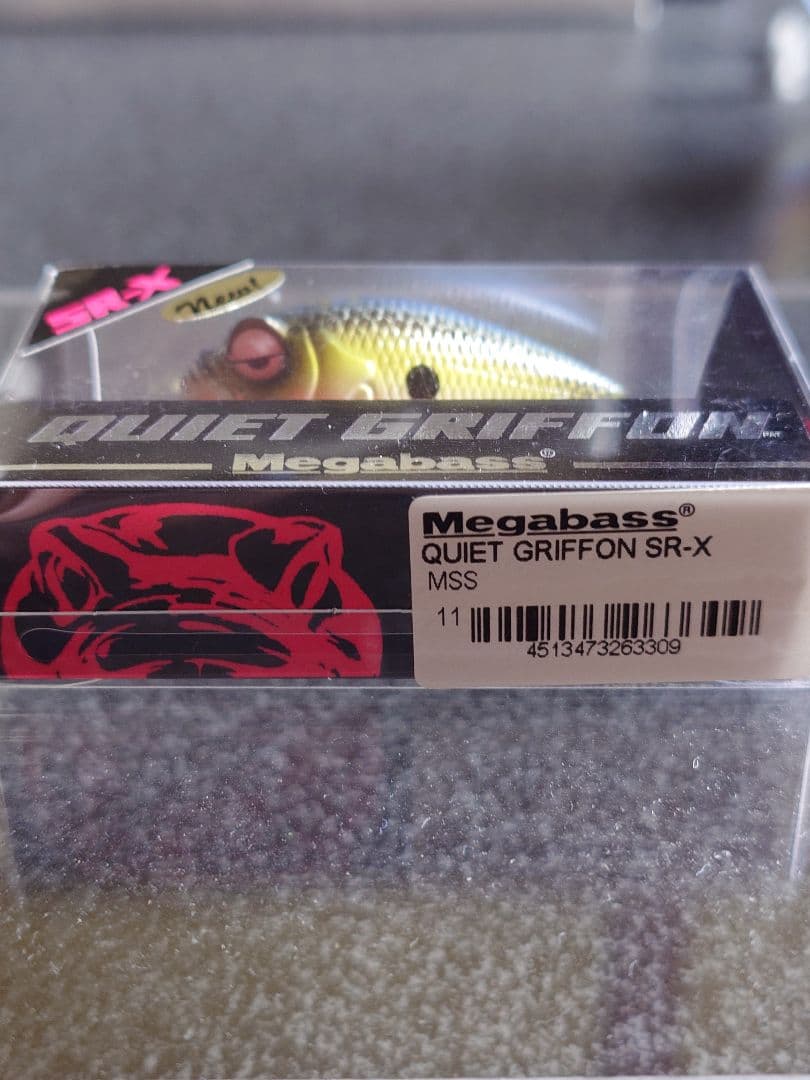 SR-X
New!
QUIET GRIFFON
Megabass®
Megabass®
QUIET GRIFFON SR-X
MSS
11
4513473263309